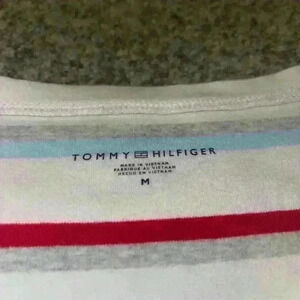 TOMMY HILFIGER
MADE IN VIETNAM
FABRIQUÉ AU VIETNAM
HECHO EN VIETNAM
M